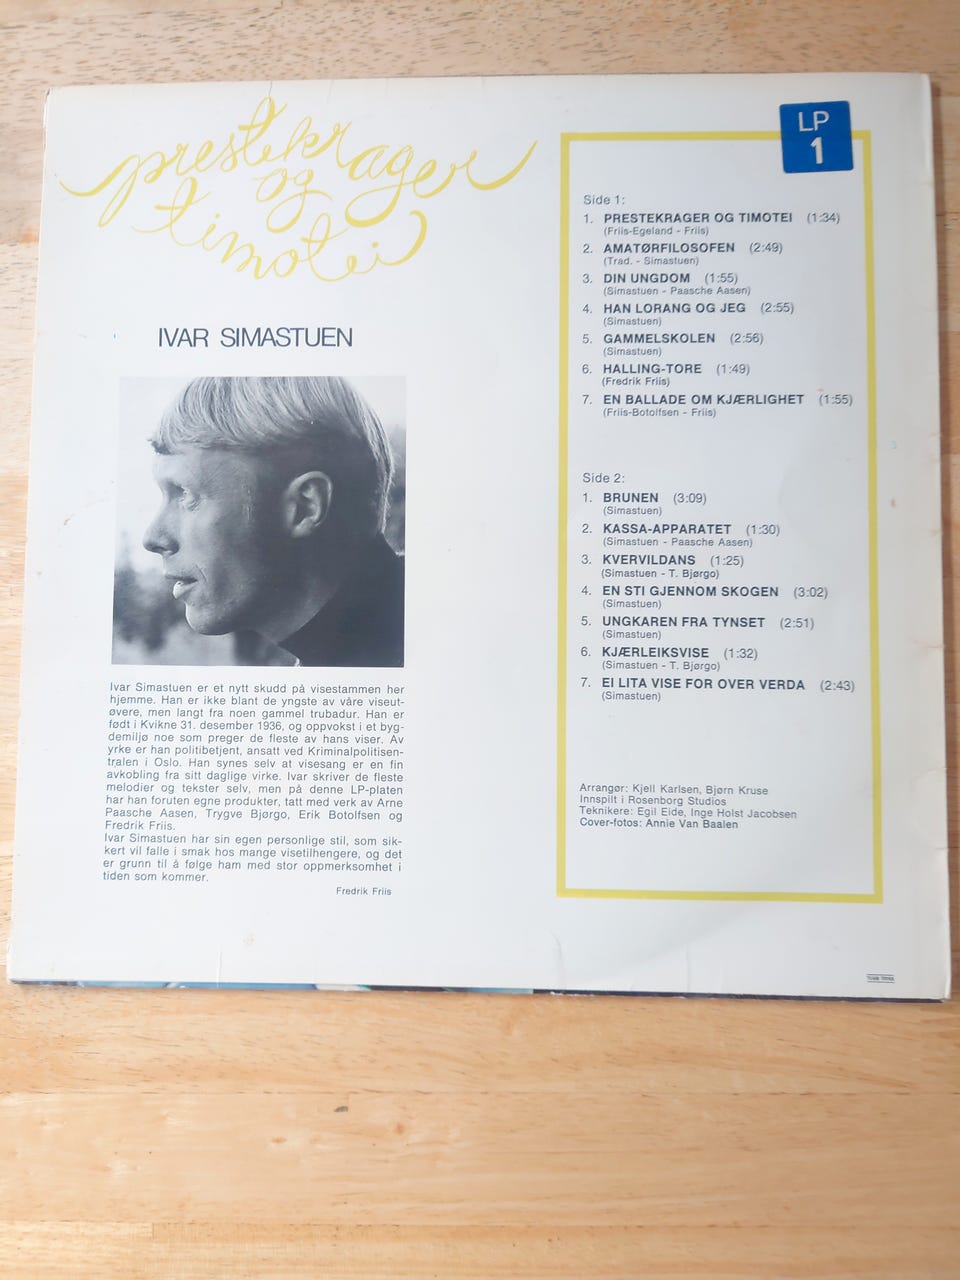 prestekrager
og
timotei
IVAR SIMASTUEN
Ivar Simastuen er et nytt skudd på visestammen her
hjemme. Han er ikke blant de yngste av våre viseut-
øvere, men langt fra noen gammel trubadur. Han er
født i Kvikne 31. desember 1936, og oppvokst i et byg-
demiljø noe som preger de fleste av hans viser. Av
yrke er han politibetjent, ansatt ved Kriminalpolitisen-
tralen i Oslo. Han synes selv at visesang er en fin
avkobling fra sitt daglige virke. Ivar skriver de fleste
melodier og tekster selv, men på denne LP-platen
har han foruten egne produkter, tatt med verk av Arne
Paasche Aasen, Trygve Bjørgo, Erik Botolfsen og
Fredrik Friis.
Ivar Simastuen har sin egen personlige stil, som sik-
kert vil falle i smak hos mange visetilhengere, og det
er grunn til å følge ham med stor oppmerksomhet i
tiden som kommer.
Fredrik Friis
LP
1
Side 1:
1. PRESTEKRAGER OG TIMOTEI (1:34)
(Friis-Egeland - Friis)
2. AMATØRFILOSOFEN (2:49)
(Trad. - Simastuen)
3. DIN UNGDOM (1:55)
(Simastuen - Paasche Aasen)
4. HAN LORANG OG JEG (2:55)
(Simastuen)
5. GAMMELSKOLEN (2:56)
(Simastuen)
6. HALLING-TORE (1:49)
(Fredrik Friis)
7. EN BALLADE OM KJÆRLIGHET (1:55)
(Friis-Botolfsen - Friis)
Side 2:
1. BRUNEN (3:09)
(Simastuen)
2. KASSA-APPARATET (1:30)
(Simastuen - Paasche Aasen)
3. KVERVILDANS (1:25)
(Simastuen - T. Bjørgo)
4. EN STI GJENNOM SKOGEN (3:02)
(Simastuen)
5. UNGKAREN FRA TYNSET (2:51)
(Simastuen)
6. KJÆRLEIKSVISE (1:32)
(Simastuen - T. Bjørgo)
7. EI LITA VISE FOR OVER VERDA (2:43)
(Simastuen)
Arrangør: Kjell Karlsen, Bjørn Kruse
Innspilt i Rosenborg Studios
Teknikere: Egil Eide, Inge Holst Jacobsen
Cover-fotos: Annie Van Baalen